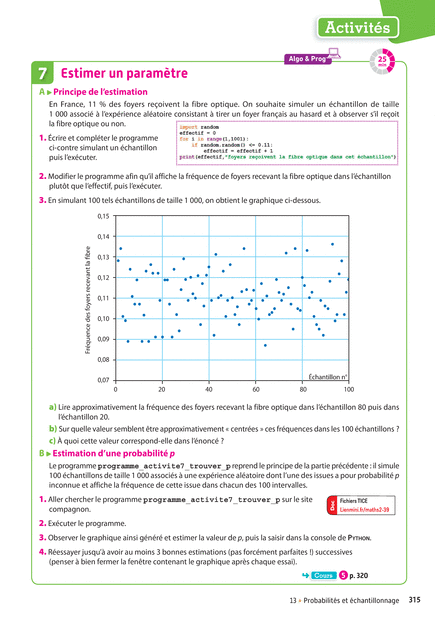 Activités
Algo & Prog
25
min
7 Estimer un paramètre
A ▶ Principe de l'estimation
En France, 11 % des foyers reçoivent la fibre optique. On souhaite simuler un échantillon de taille
1 000 associé à l'expérience aléatoire consistant à tirer un foyer français au hasard et à observer s'il reçoit
la fibre optique ou non.
1. Écrire et compléter le programme
ci-contre simulant un échantillon
puis l'exécuter.
import random
effectif = 0
for i in range(1,1001):
if random.random() <= 0.11:
effectif = effectif + 1
print(effectif,"foyers reçoivent la fibre optique dans cet échantillon")
2. Modifier le programme afin qu'il affiche la fréquence de foyers recevant la fibre optique dans l'échantillon
plutôt que l'effectif, puis l'exécuter.
3. En simulant 100 tels échantillons de taille 1 000, on obtient le graphique ci-dessous.
Fréquence des foyers recevant la fibre
0,15
0,14
0,13
0,12
0,11
0,10
0,09
0,08
0,07
Échantillon n°
0 20 40 60 80 100
a) Lire approximativement la fréquence des foyers recevant la fibre optique dans l'échantillon 80 puis dans
l'échantillon 20.
b) Sur quelle valeur semblent être approximativement « centrées » ces fréquences dans les 100 échantillons ?
c) À quoi cette valeur correspond-elle dans l'énoncé ?
B ▶ Estimation d'une probabilité p
Le programme programme_activite7_trouver_p reprend le principe de la partie précédente : il simule
100 échantillons de taille 1 000 associés à une expérience aléatoire dont l'une des issues a pour probabilité p
inconnue et affiche la fréquence de cette issue dans chacun des 100 intervalles.
1. Aller chercher le programme programme_activite7_trouver_p sur le site
compagnon.
Doc
Fichiers TICE
Lienmini.fr/maths2-39
2. Exécuter le programme.
3. Observer le graphique ainsi généré et estimer la valeur de p, puis la saisir dans la console de PYTHON.
4. Réessayer jusqu'à avoir au moins 3 bonnes estimations (pas forcément parfaites !) successives
(penser à bien fermer la fenêtre contenant le graphique après chaque essai).
↪ Cours 5 p. 320
13 • Probabilités et échantillonnage 315